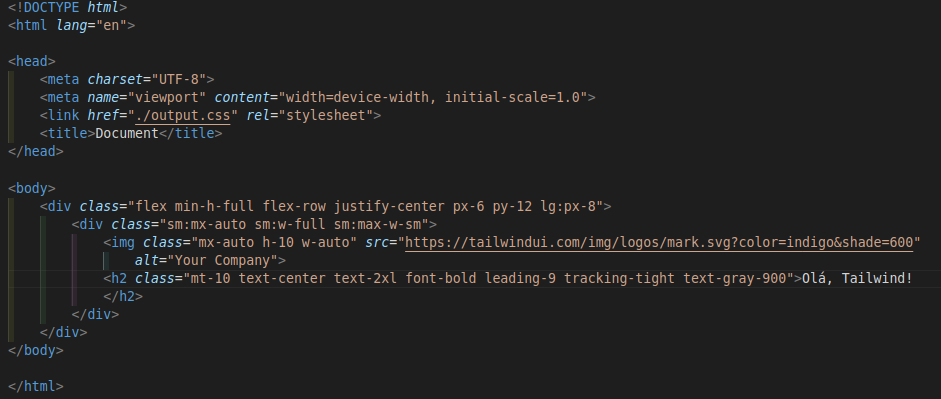 <!DOCTYPE html>
<html lang="en">
<head>
<meta charset="UTF-8">
<meta name="viewport" content="width=device-width, initial-scale=1.0">
<link href="./output.css" rel="stylesheet">
<title>Document</title>
</head>
<body>
<div class="flex min-h-full flex-row justify-center px-6 py-12 lg:px-8">
<div class="sm:mx-auto sm:w-full sm:max-w-sm">
<img class="mx-auto h-10 w-auto" src="https://tailwindui.com/img/logos/mark.svg?color=indigo&shade=600"
alt="Your Company">
<h2 class="mt-10 text-center text-2xl font-bold leading-9 tracking-tight text-gray-900">Olá, Tailwind!
</h2>
</div>
</div>
</body>
</html>